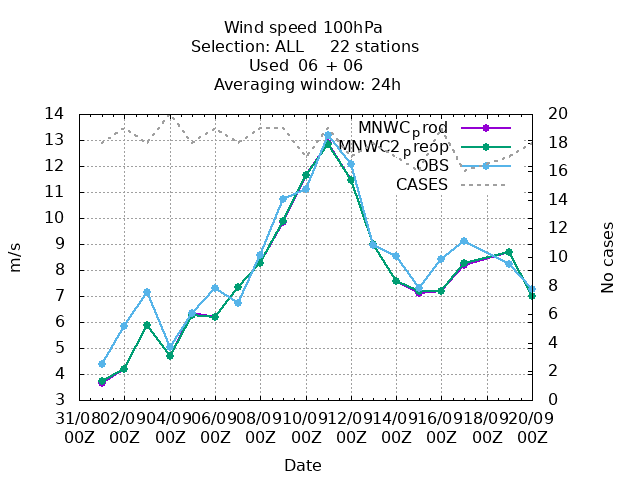 Wind speed 100hPa
Selection: ALL 22 stations
Used 06 + 06
Averaging window: 24h
14 13 12 11 10 9 8 7 6 5 4 3
m/s
MNWC_prod
MNWC2_preop
OBS
CASES
20 18 16 14 12 10 8 6 4 2 0
No cases
31/08 02/09 04/09 06/09 08/09 10/09 12/09 14/09 16/09 18/09 20/09
00Z 00Z 00Z 00Z 00Z 00Z 00Z 00Z 00Z 00Z 00Z
Date